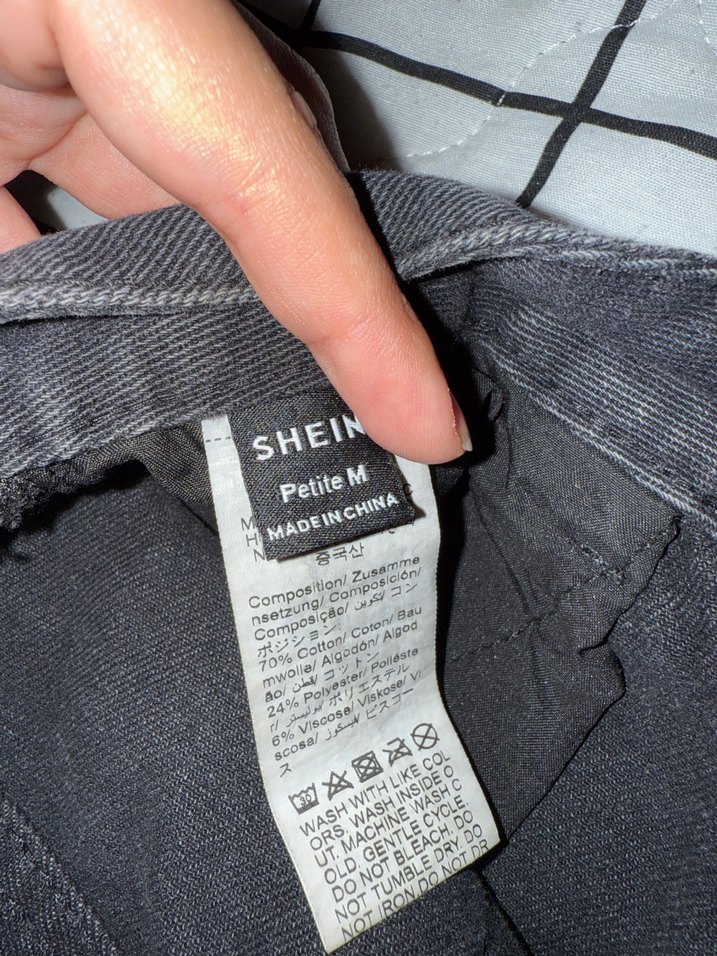 SHEIN
Petite M
MADE IN CHINA
중국산
Composition/ Zusamme
nsetzung/ Composición/
Composição/ تكوين/ コン
ポジション:
70% Cotton/ Coton/ Bau
mwolla/ Algodón/ Algod
ão/ قطن/ コットン
24% Polyester/ Poliéste
r/ بوليستر/ ポリエステル
6% Viscose/ Viskose/ Vi
scosa/ فيسكوز/ ビスコー
ス
30
WASH WITH LIKE COL
ORS, WASH INSIDE O
UT. MACHINE WASH C
OLD. GENTLE CYCLE.
DO NOT BLEACH. DO
NOT TUMBLE DRY. DO
NOT IRON DO NOT DR